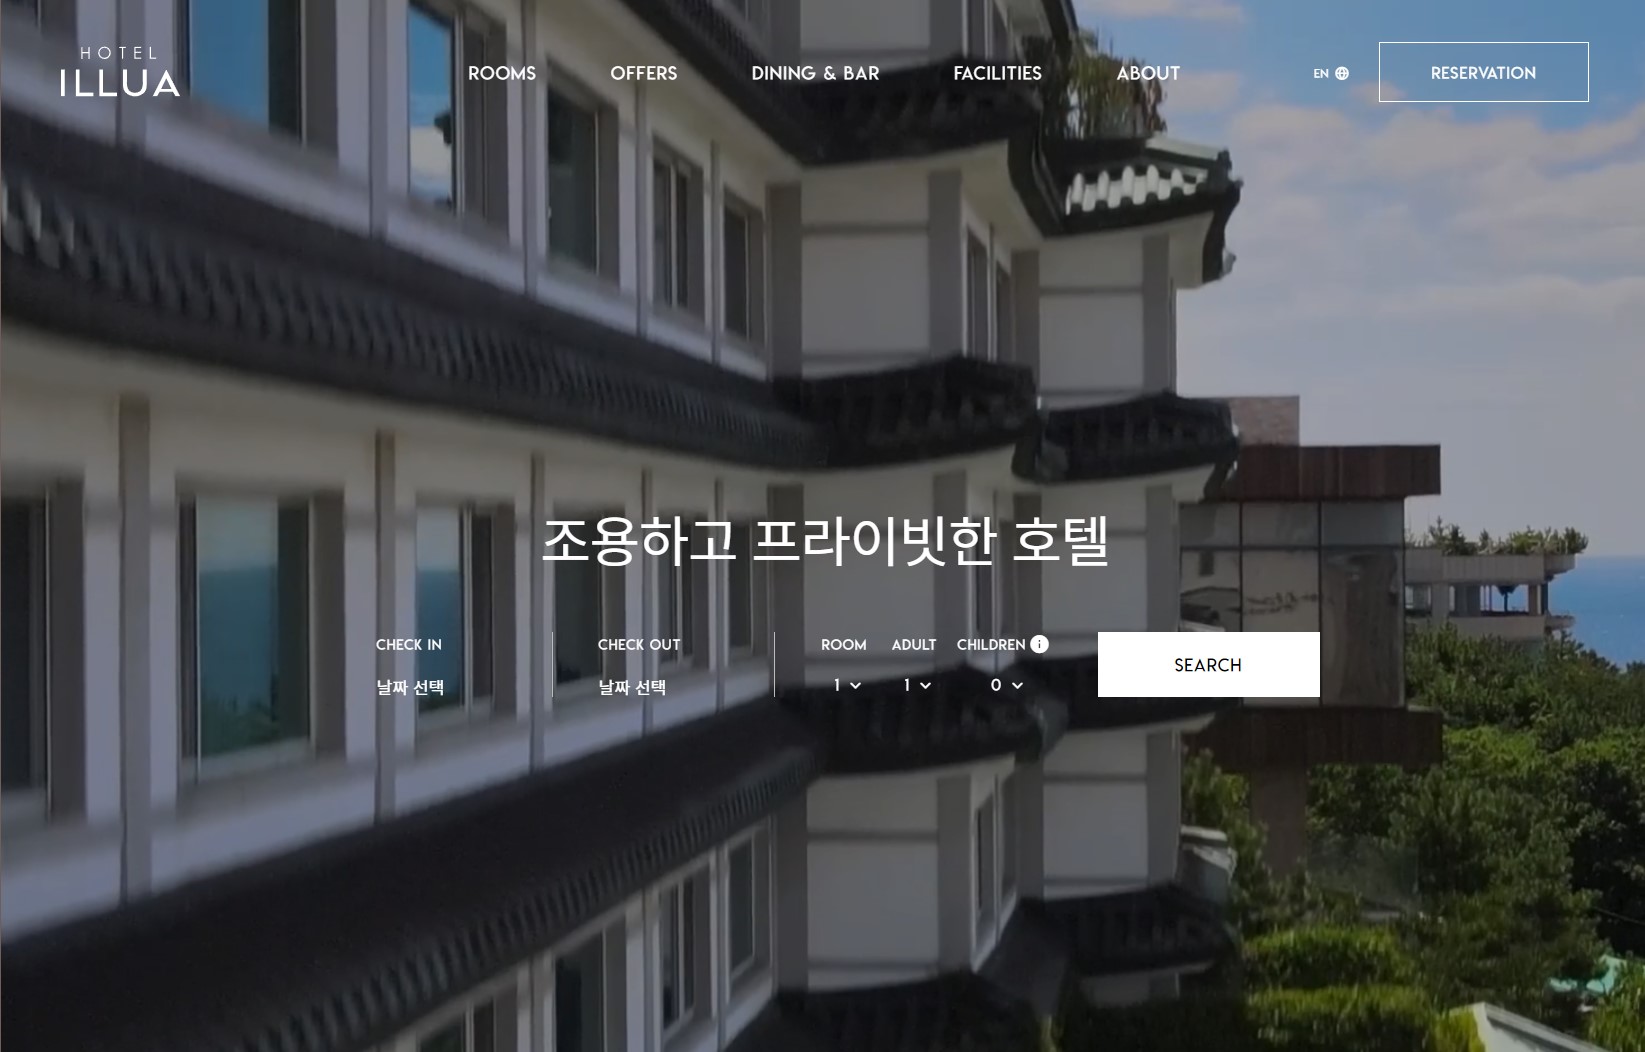 HOTEL
ILLUA
ROOMS OFFERS DINING & BAR FACILITIES ABOUT EN RESERVATION
조용하고 프라이빗한 호텔
CHECK IN CHECK OUT ROOM ADULT CHILDREN i
날짜 선택 날짜 선택 1 1 0
SEARCH